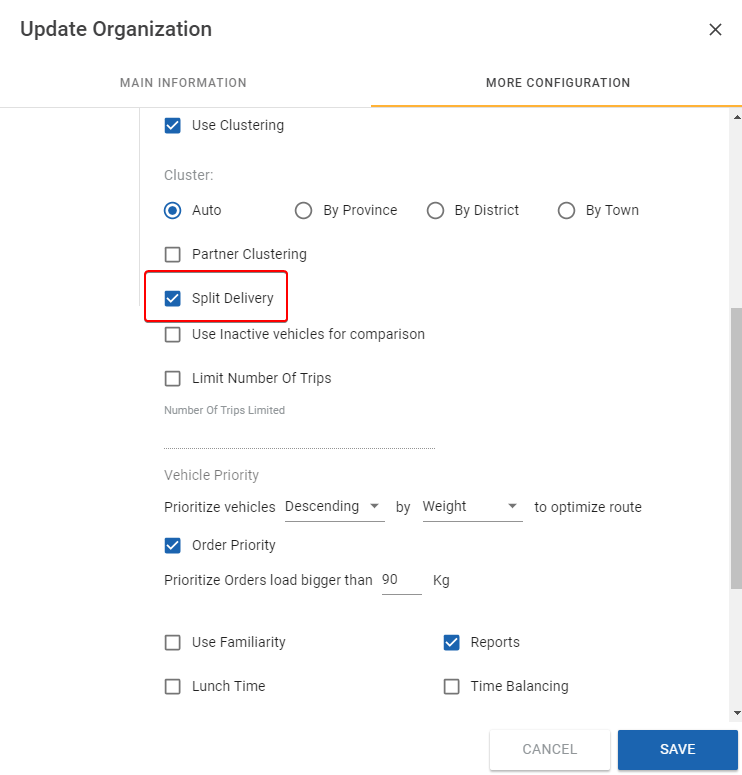 Update Organization
MAIN INFORMATION
MORE CONFIGURATION
Use Clustering
Cluster:
Auto
By Province
By District
By Town
Partner Clustering
Split Delivery
Use Inactive vehicles for comparison
Limit Number Of Trips
Number Of Trips Limited
Vehicle Priority
Prioritize vehicles Descending by Weight to optimize route
Order Priority
Prioritize Orders load bigger than 90 Kg
Use Familiarity
Reports
Lunch Time
Time Balancing
CANCEL
SAVE